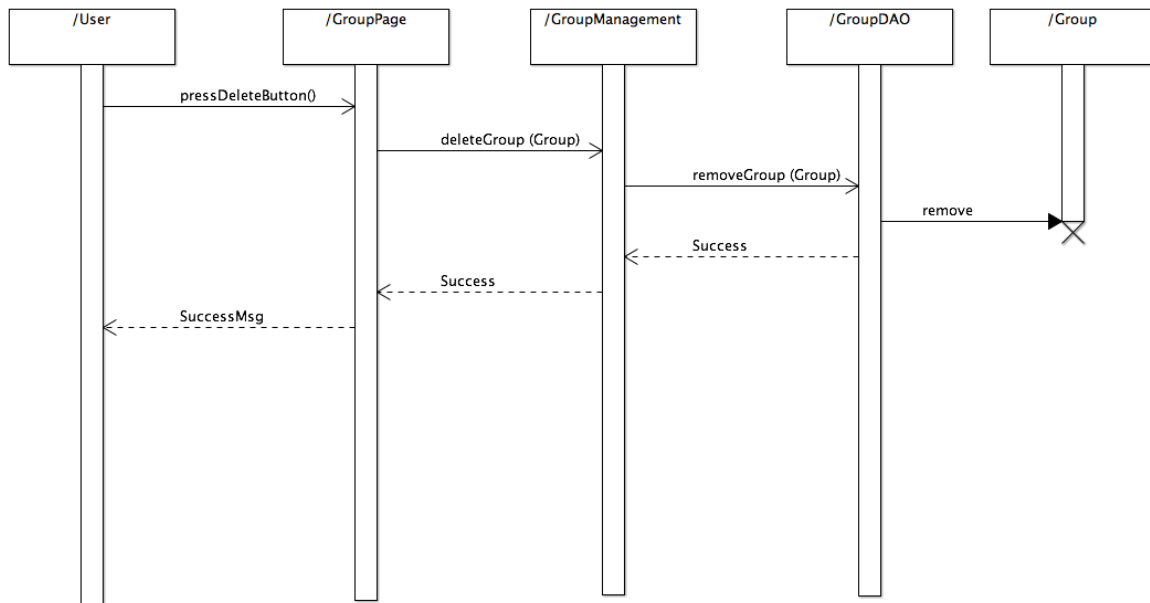 /User
/GroupPage
/GroupManagement
/GroupDAO
/Group
pressDeleteButton()
deleteGroup (Group)
removeGroup (Group)
remove
Success
Success
SuccessMsg